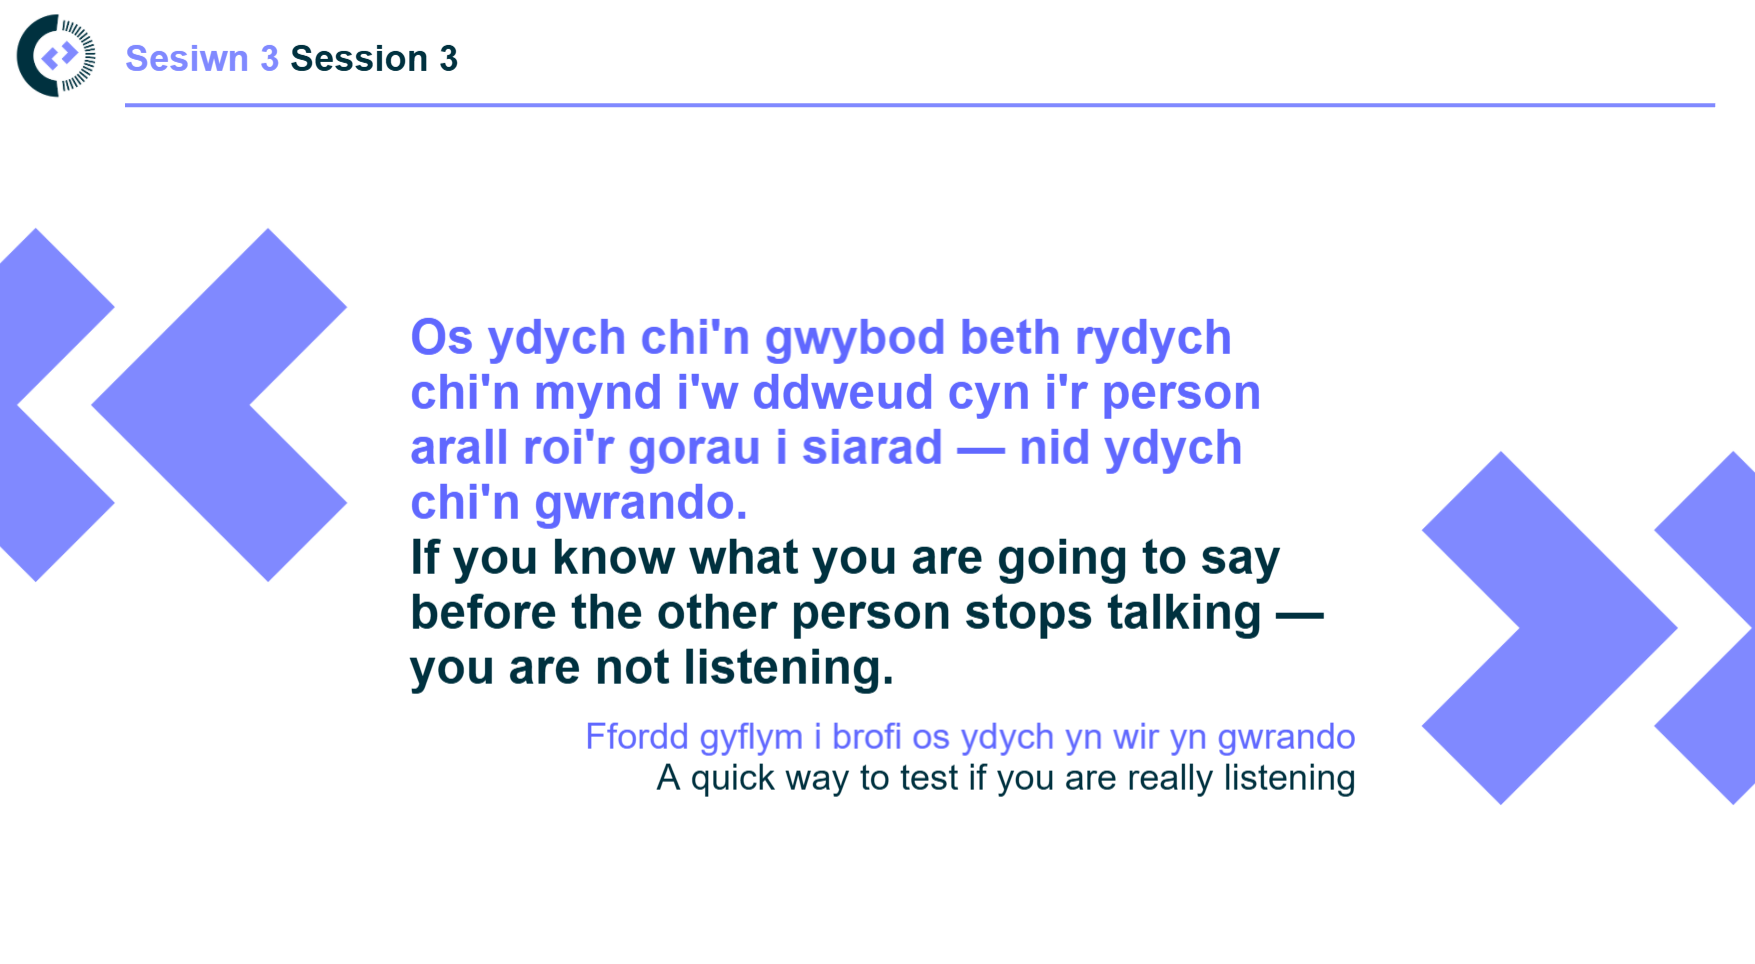 Sesiwn 3 Session 3
Os ydych chi'n gwybod beth rydych
chi'n mynd i'w ddweud cyn i'r person
arall roi'r gorau i siarad — nid ydych
chi'n gwrando.
If you know what you are going to say
before the other person stops talking —
you are not listening.
Ffordd gyflym i brofi os ydych yn wir yn gwrando
A quick way to test if you are really listening